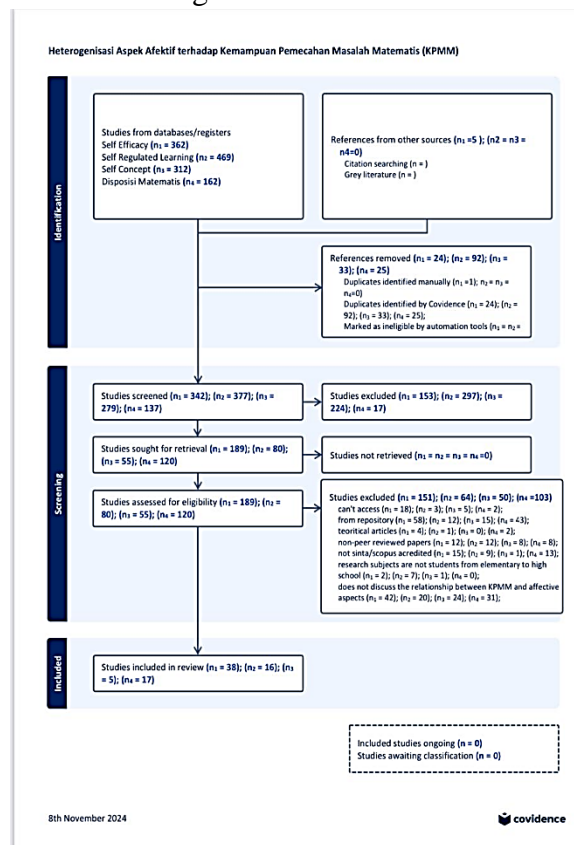 Heterogenisasi Aspek Afektif terhadap Kemampuan Pemecahan Masalah Matematis (KPMM)
Identification
Studies from databases/registers
Self Efficacy (n₁ = 362)
Self Regulated Learning (n₂ = 469)
Self Concept (n₃ = 312)
Disposisi Matematis (n₄ = 162)
References from other sources (n₁ =5 ); (n2 = n3 =
n4=0)
Citation searching (n = )
Grey literature (n = )
References removed (n₁ = 24); (n₂ = 92); (n₃ =
33); (n₄ = 25)
Duplicates identified manually (n₁ =1); n₂ = n₃ =
n₄=0)
Duplicates identified by Covidence (n₁ = 24); (n₂ =
92); (n₃ = 33); (n₄ = 25);
Marked as ineligible by automation tools (n₁ = n₂ =
Screening
Studies screened (n₁ = 342); (n₂ = 377); (n₃ =
279); (n₄ = 137)
Studies excluded (n₁ = 153); (n₂ = 297); (n₃ =
224); (n₄ = 17)
Studies sought for retrieval (n₁ = 189); (n₂ = 80);
(n₃ = 55); (n₄ = 120)
Studies not retrieved (n₁ = n₂ = n₃ = n₄ =0)
Studies assessed for eligibility (n₁ = 189); (n₂ =
80); (n₃ = 55); (n₄ = 120)
Studies excluded (n₁ = 151); (n₂ = 64); (n₃ = 50); (n₄ =103)
can't access (n₁ = 18); (n₂ = 3); (n₃ = 5); (n₄ = 2);
from repository (n₁ = 58); (n₂ = 12); (n₃ = 15); (n₄ = 43);
teoritical articles (n₁ = 4); (n₂ = 1); (n₃ = 0); (n₄ = 2);
non-peer reviewed papers (n₁ = 12); (n₂ = 12); (n₃ = 8); (n₄ = 8);
not sinta/scopus acredited (n₁ = 15); (n₂ = 9); (n₃ = 1); (n₄ = 13);
research subjects are not students from elementary to high
school (n₁ = 2); (n₂ = 7); (n₃ = 1); (n₄ = 0);
does not discuss the relationship between KPMM and affective
aspects (n₁ = 42); (n₂ = 20); (n₃ = 24); (n₄ = 31);
Included
Studies included in review (n₁ = 38); (n₂ = 16); (n₃
= 5); (n₄ = 17)
Included studies ongoing (n = 0)
Studies awaiting classification (n = 0)
8th November 2024
covidence